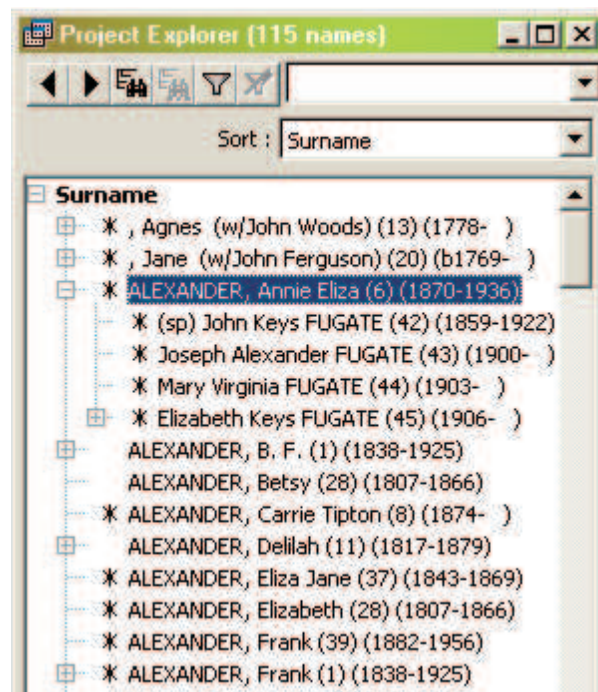 Project Explorer (115 names)
Sort : Surname
Surname
* , Agnes (w/John Woods) (13) (1778- )
* , Jane (w/John Ferguson) (20) (b1769- )
* ALEXANDER, Annie Eliza (6) (1870-1936)
* (sp) John Keys FUGATE (42) (1859-1922)
* Joseph Alexander FUGATE (43) (1900- )
* Mary Virginia FUGATE (44) (1903- )
* Elizabeth Keys FUGATE (45) (1906- )
ALEXANDER, B. F. (1) (1838-1925)
ALEXANDER, Betsy (28) (1807-1866)
* ALEXANDER, Carrie Tipton (8) (1874- )
ALEXANDER, Delilah (11) (1817-1879)
* ALEXANDER, Eliza Jane (37) (1843-1869)
* ALEXANDER, Elizabeth (28) (1807-1866)
* ALEXANDER, Frank (39) (1882-1956)
* ALEXANDER, Frank (1) (1838-1925)